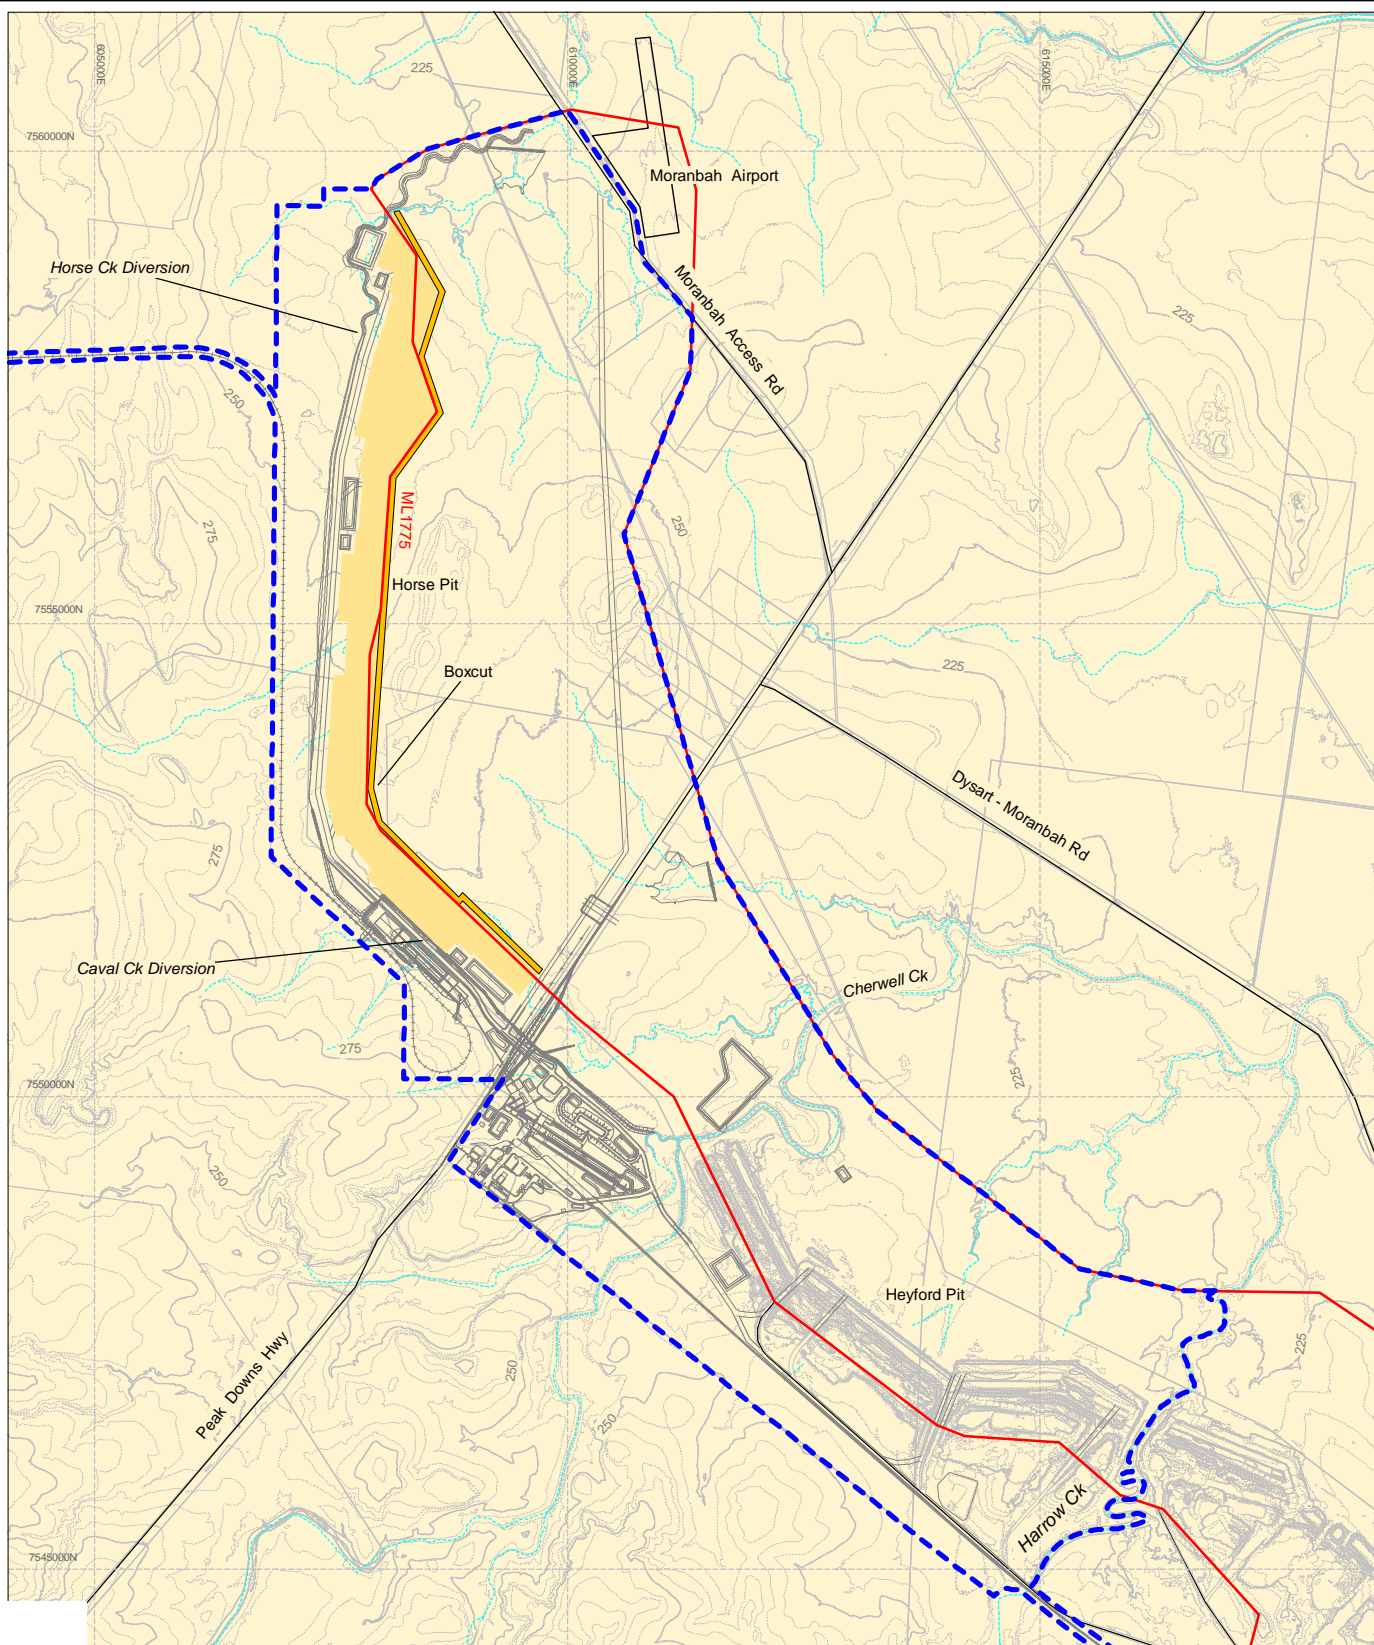 605000E
610000E
615000E
225
7560000N
Moranbah Airport
Horse Ck Diversion
Moranbah Access Rd
225
250
ML1775
275
250
Horse Pit
7555000N
225
Boxcut
Dysart - Moranbah Rd
275
Caval Ck Diversion
Cherwell Ck
275
225
7550000N
250
Heyford Pit
225
Peak Downs Hwy
250
250
Harrow Ck
7545000N